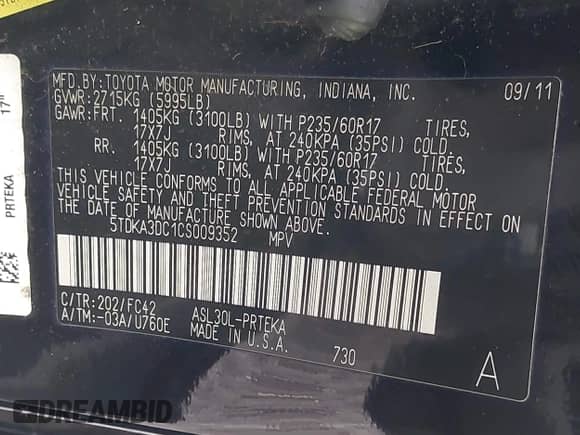 MFD.BY:TOYOTA MOTOR MANUFACTURING, INDIANA, INC. 09/11
GVWR:2715KG (5995LB)
GAWR:FRT. 1405KG (3100LB) WITH P235/60R17 TIRES,
17X7J RIMS, AT 240KPA (35PSI) COLD.
RR. 1405KG (3100LB) WITH P235/60R17 TIRES,
17X7J RIMS, AT 240KPA (35PSI) COLD.
THIS VEHICLE CONFORMS TO ALL APPLICABLE FEDERAL MOTOR
VEHICLE SAFETY AND THEFT PREVENTION STANDARDS IN EFFECT ON
THE DATE OF MANUFACTURE SHOWN ABOVE.
5TDKA3DC1CS009352 MPV
C/TR:202/FC42 ASL30L-PRTEKA
A/TM:-03A/U760E MADE IN U.S.A.
730
A
PRTEKA 17"
DREAMBID